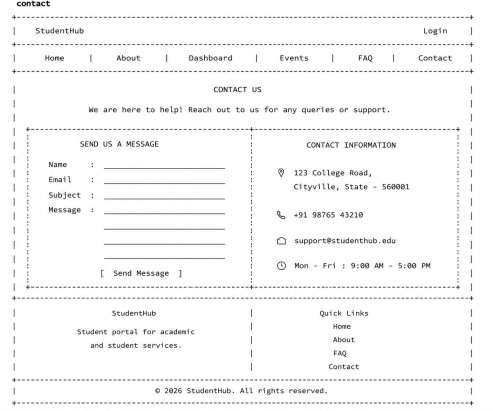 contact
StudentHub Login
Home | About | Dashboard | Events | FAQ | Contact
CONTACT US
We are here to help! Reach out to us for any queries or support.
SEND US A MESSAGE
Name :
Email :
Subject :
Message :
[ Send Message ]
CONTACT INFORMATION
123 College Road,
Cityville, State - 560001
+91 98765 43210
support@studenthub.edu
Mon - Fri : 9:00 AM - 5:00 PM
StudentHub
Student portal for academic
and student services.
Quick Links
Home
About
FAQ
Contact
© 2026 StudentHub. All rights reserved.